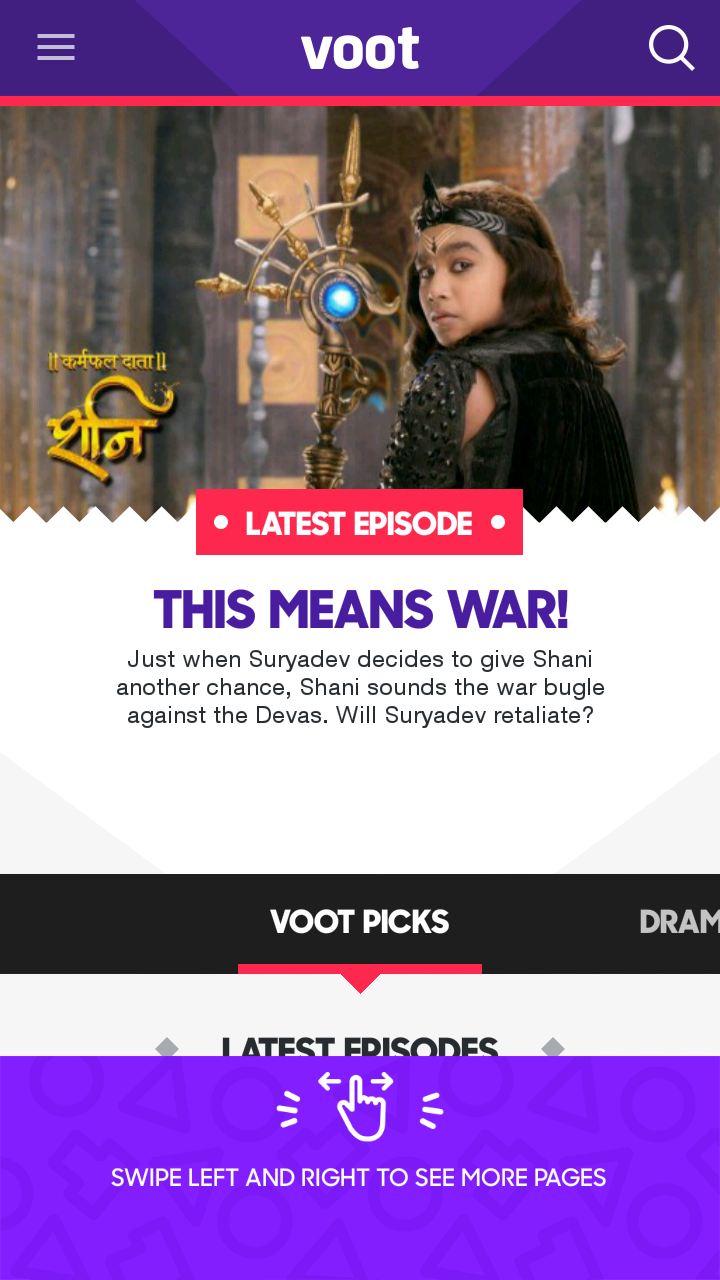 voot
|| कर्मफल दाता ||
शनि
LATEST EPISODE
THIS MEANS WAR!
Just when Suryadev decides to give Shani
another chance, Shani sounds the war bugle
against the Devas. Will Suryadev retaliate?
VOOT PICKS
DRAM
LATEST EPISODES
SWIPE LEFT AND RIGHT TO SEE MORE PAGES